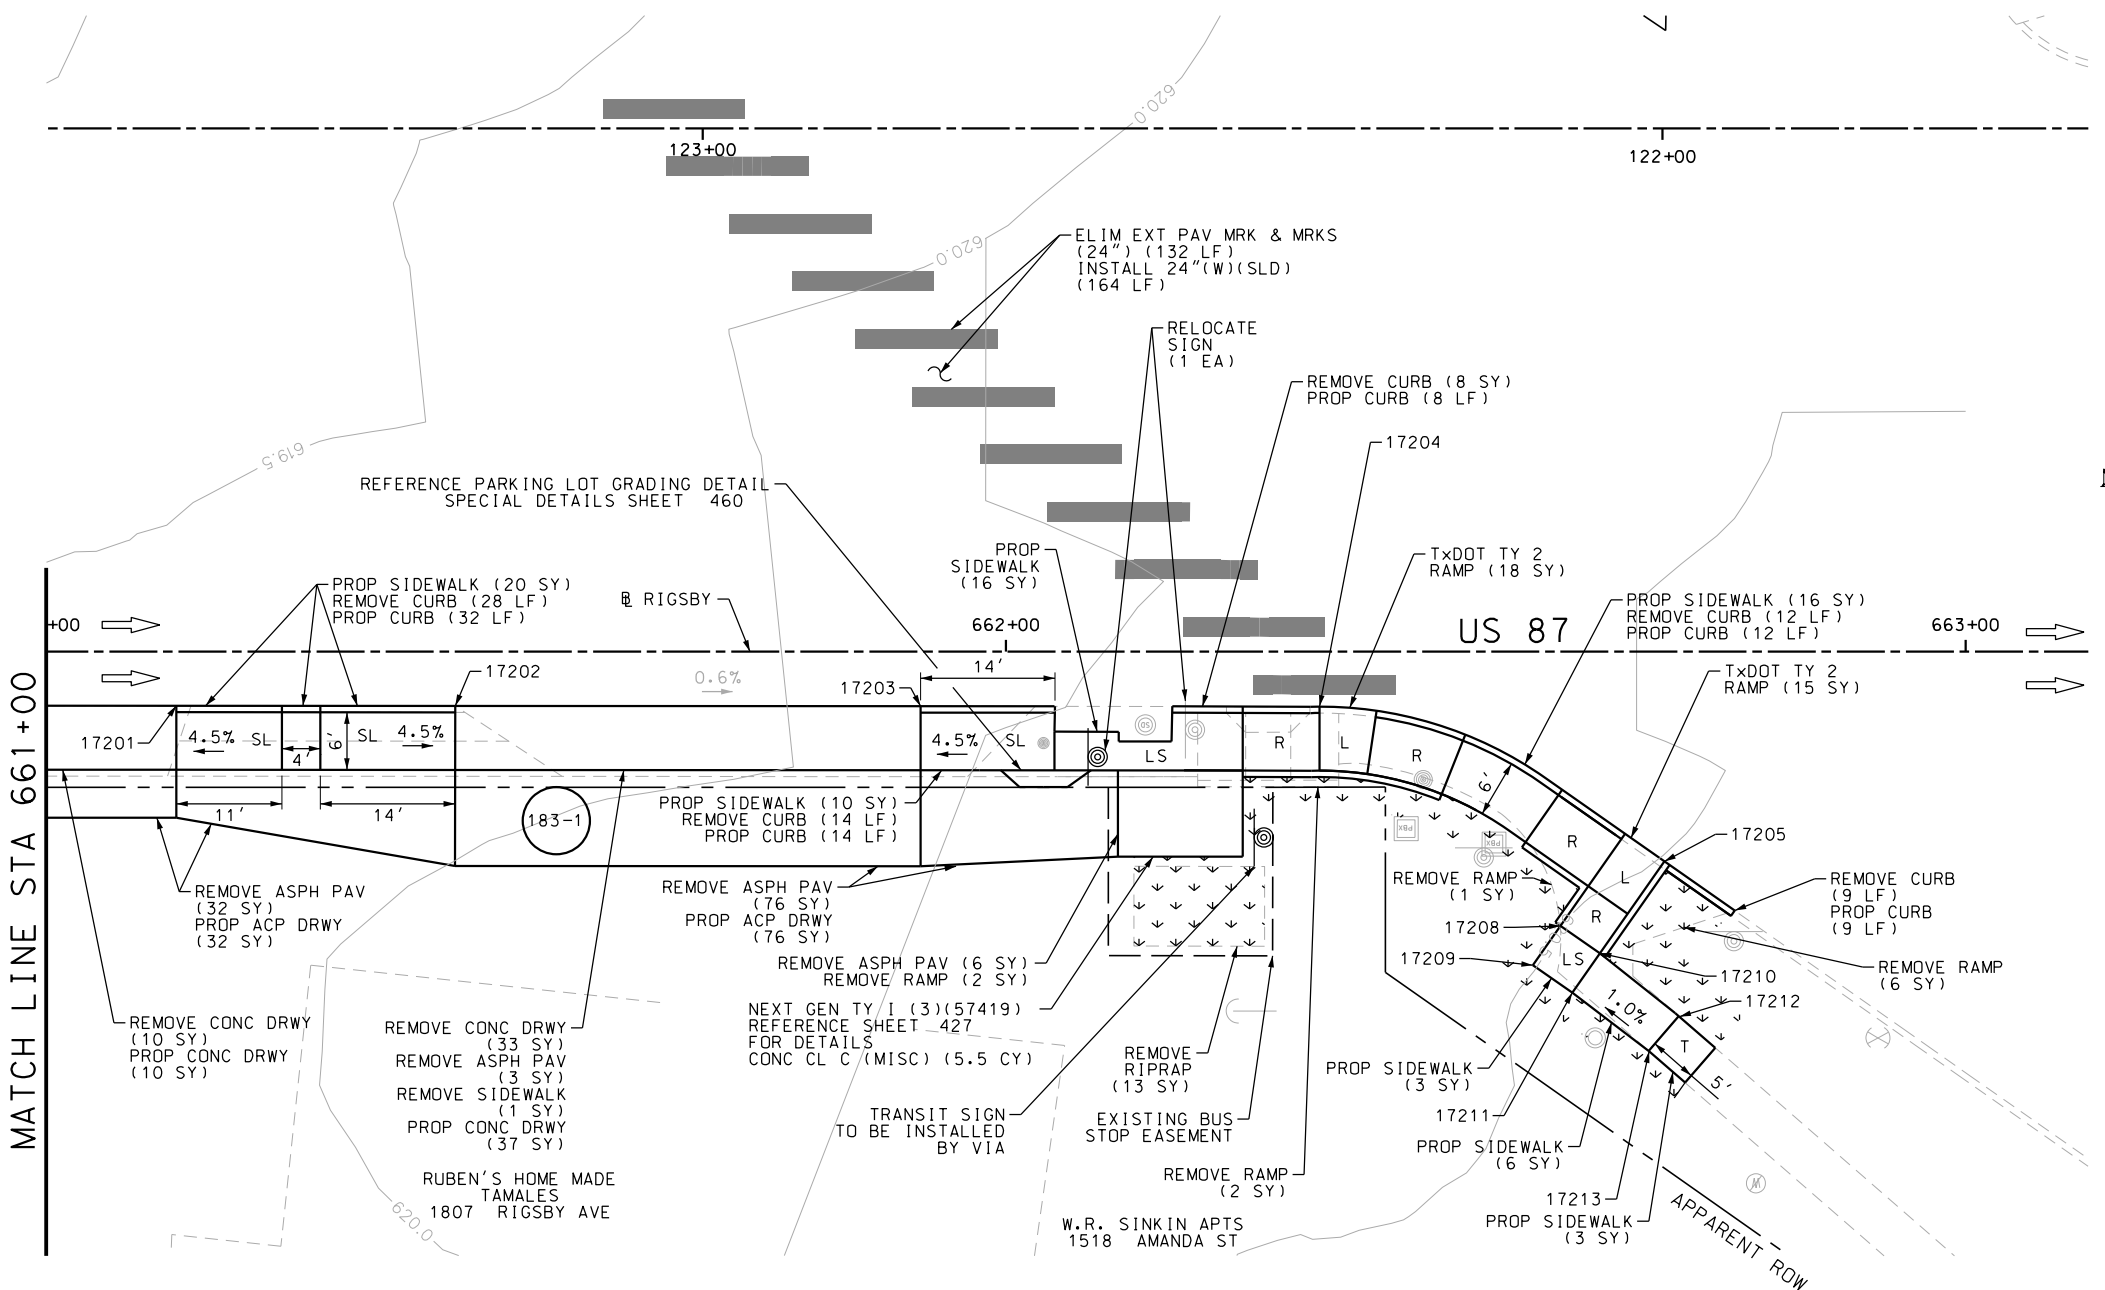 123+00
122+00
620.0
620.0
619.5
ELIM EXT PAV MRK & MRKS
(24") (132 LF)
INSTALL 24"(W)(SLD)
(164 LF)
RELOCATE
SIGN
(1 EA)
REMOVE CURB (8 SY)
PROP CURB (8 LF)
17204
REFERENCE PARKING LOT GRADING DETAIL
SPECIAL DETAILS SHEET 460
PROP
SIDEWALK
(16 SY)
TxDOT TY 2
RAMP (18 SY)
PROP SIDEWALK (20 SY)
REMOVE CURB (28 LF)
PROP CURB (32 LF)
RIGSBY
PROP SIDEWALK (16 SY)
REMOVE CURB (12 LF)
PROP CURB (12 LF)
+00
662+00
US 87
663+00
MATCH LINE STA 661+00
17202
0.6%
17203
14'
TxDOT TY 2
RAMP (15 SY)
17201
4.5%
SL
4'
6'
SL
4.5%
4.5%
SL
SD
LS
R
L
R
6'
11'
14'
183-1
PROP SIDEWALK (10 SY)
REMOVE CURB (14 LF)
PROP CURB (14 LF)
PBX
PBX
R
17205
REMOVE ASPH PAV
(32 SY)
PROP ACP DRWY
(32 SY)
REMOVE ASPH PAV
(76 SY)
PROP ACP DRWY
(76 SY)
REMOVE RAMP
(1 SY)
L
REMOVE CURB
(9 LF)
PROP CURB
(9 LF)
R
17208
17209
LS
17210
REMOVE RAMP
(6 SY)
REMOVE ASPH PAV (6 SY)
REMOVE RAMP (2 SY)
1.0%
17212
NEXT GEN TY I (3)(57419)
REFERENCE SHEET 427
FOR DETAILS
CONC CL C (MISC) (5.5 CY)
REMOVE CONC DRWY
(10 SY)
PROP CONC DRWY
(10 SY)
REMOVE CONC DRWY
(33 SY)
REMOVE ASPH PAV
(3 SY)
REMOVE SIDEWALK
(1 SY)
PROP CONC DRWY
(37 SY)
REMOVE
RIPRAP
(13 SY)
T
5'
PROP SIDEWALK
(3 SY)
TRANSIT SIGN
TO BE INSTALLED
BY VIA
EXISTING BUS
STOP EASEMENT
17211
PROP SIDEWALK
(6 SY)
RUBEN'S HOME MADE
TAMALES
1807 RIGSBY AVE
620.0
REMOVE RAMP
(2 SY)
W
17213
PROP SIDEWALK
(3 SY)
W.R. SINKIN APTS
1518 AMANDA ST
APPARENT ROW